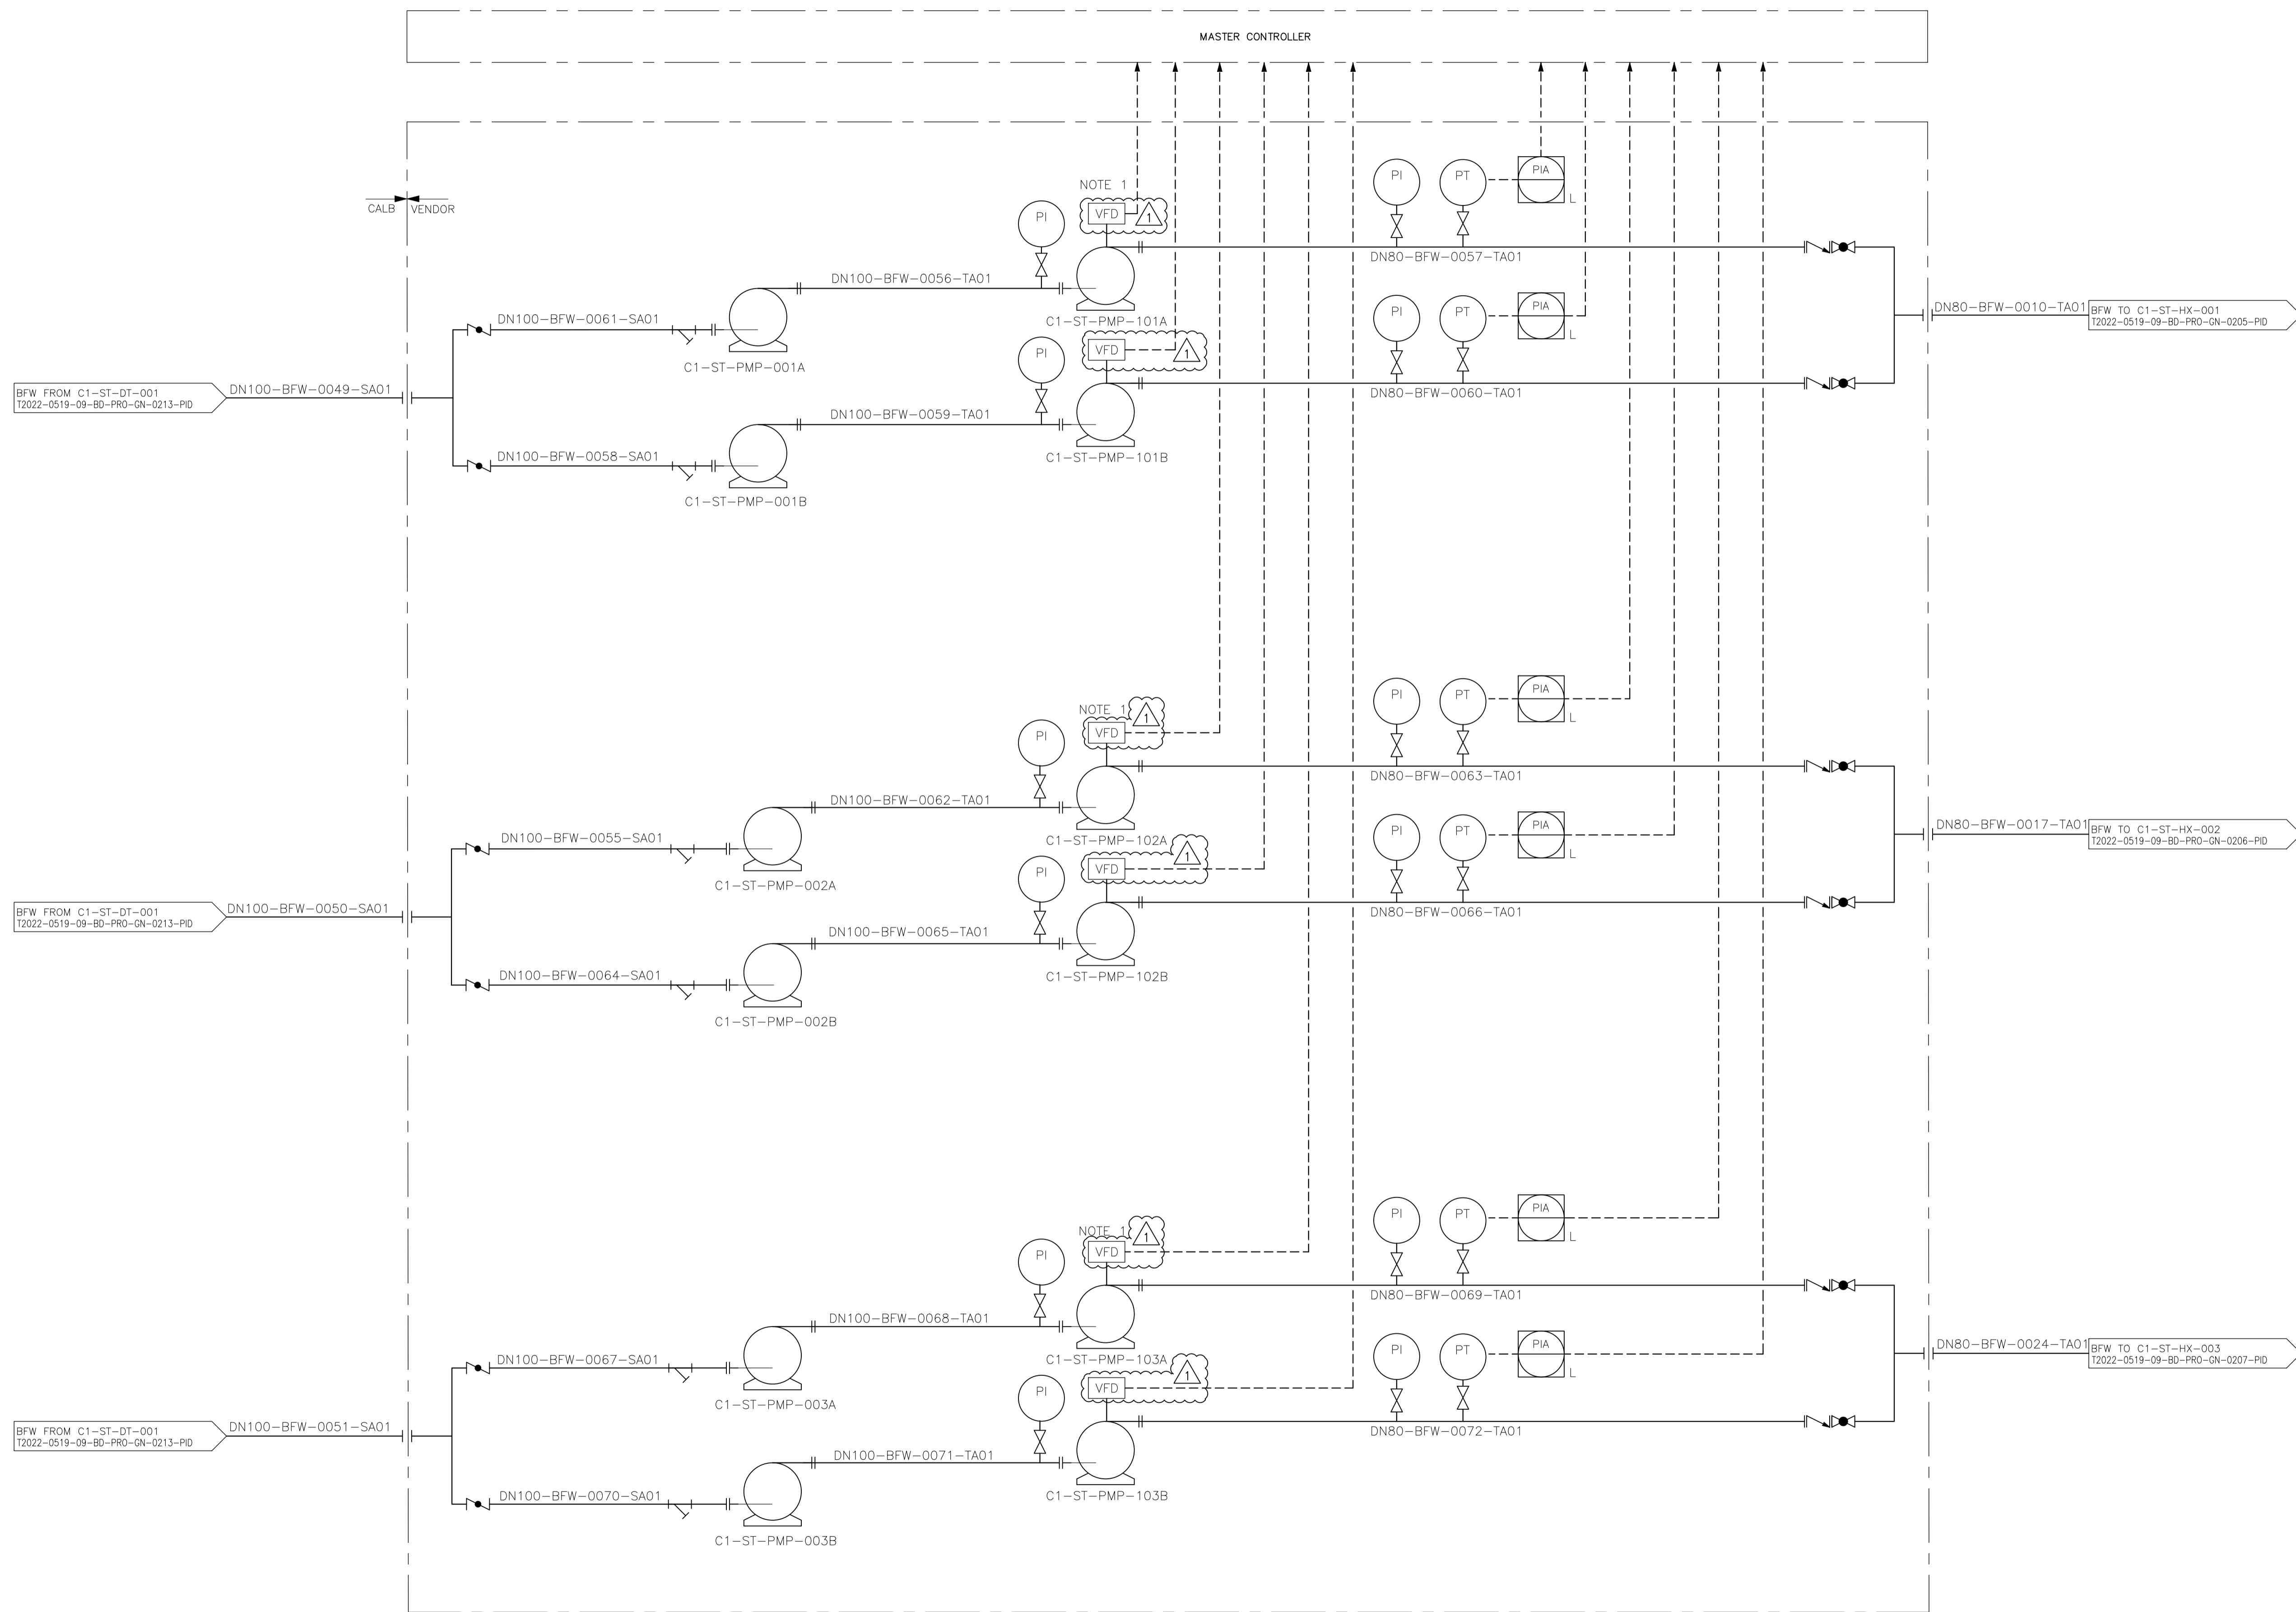 MASTER CONTROLLER
CALB
VENDOR
NOTE 1
VFD
1
PI
PI
PT
PIA
L
DN80-BFW-0057-TA01
DN100-BFW-0056-TA01
C1-ST-PMP-101A
DN100-BFW-0061-SA01
C1-ST-PMP-001A
VFD
1
PI
PI
PT
PIA
L
DN80-BFW-0010-TA01
BFW TO C1-ST-HX-001
T2022-0519-09-BD-PRO-GN-0205-PID
BFW FROM C1-ST-DT-001
T2022-0519-09-BD-PRO-GN-0213-PID
DN100-BFW-0049-SA01
DN80-BFW-0060-TA01
DN100-BFW-0059-TA01
C1-ST-PMP-101B
DN100-BFW-0058-SA01
C1-ST-PMP-001B
NOTE 1
VFD
1
PI
PI
PT
PIA
L
DN80-BFW-0063-TA01
DN100-BFW-0062-TA01
C1-ST-PMP-102A
DN100-BFW-0055-SA01
C1-ST-PMP-002A
VFD
1
PI
PI
PT
PIA
L
DN80-BFW-0017-TA01
BFW TO C1-ST-HX-002
T2022-0519-09-BD-PRO-GN-0206-PID
BFW FROM C1-ST-DT-001
T2022-0519-09-BD-PRO-GN-0213-PID
DN100-BFW-0050-SA01
DN80-BFW-0066-TA01
DN100-BFW-0065-TA01
C1-ST-PMP-102B
DN100-BFW-0064-SA01
C1-ST-PMP-002B
NOTE 1
VFD
1
PI
PI
PT
PIA
L
DN80-BFW-0069-TA01
DN100-BFW-0068-TA01
C1-ST-PMP-103A
DN100-BFW-0067-SA01
C1-ST-PMP-003A
VFD
1
PI
PI
PT
PIA
L
DN80-BFW-0024-TA01
BFW TO C1-ST-HX-003
T2022-0519-09-BD-PRO-GN-0207-PID
BFW FROM C1-ST-DT-001
T2022-0519-09-BD-PRO-GN-0213-PID
DN100-BFW-0051-SA01
DN80-BFW-0072-TA01
DN100-BFW-0071-TA01
C1-ST-PMP-103B
DN100-BFW-0070-SA01
C1-ST-PMP-003B